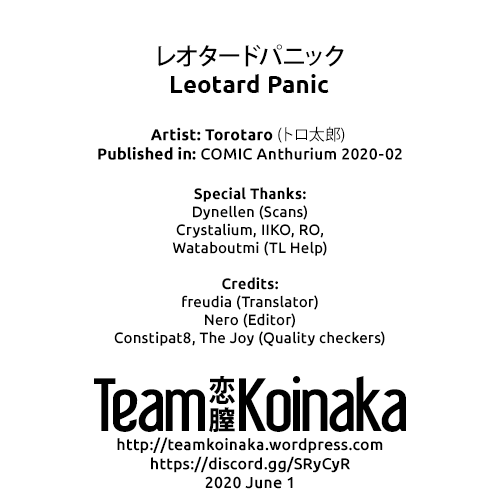 レオタードパニック
Leotard Panic
Artist: Torotaro (トロ太郎)
Published in: COMIC Anthurium 2020-02
Special Thanks:
Dynellen (Scans)
Crystalium, IIKO, RO,
Wataboutmi (TL Help)
Credits:
freudia (Translator)
Nero (Editor)
Constipat8, The Joy (Quality checkers)
Team恋膣Koinaka
http://teamkoinaka.wordpress.com
https://discord.gg/SRyCyR
2020 June 1